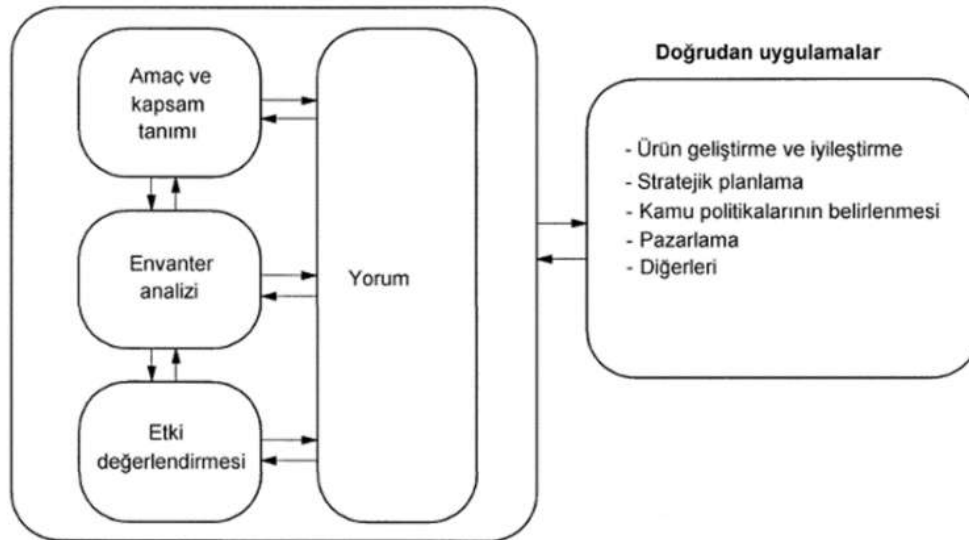 Amaç ve
kapsam
tanımı
Envanter
analizi
Etki
değerlendirmesi
Yorum
Doğrudan uygulamalar
- Ürün geliştirme ve iyileştirme
- Stratejik planlama
- Kamu politikalarının belirlenmesi
- Pazarlama
- Diğerleri